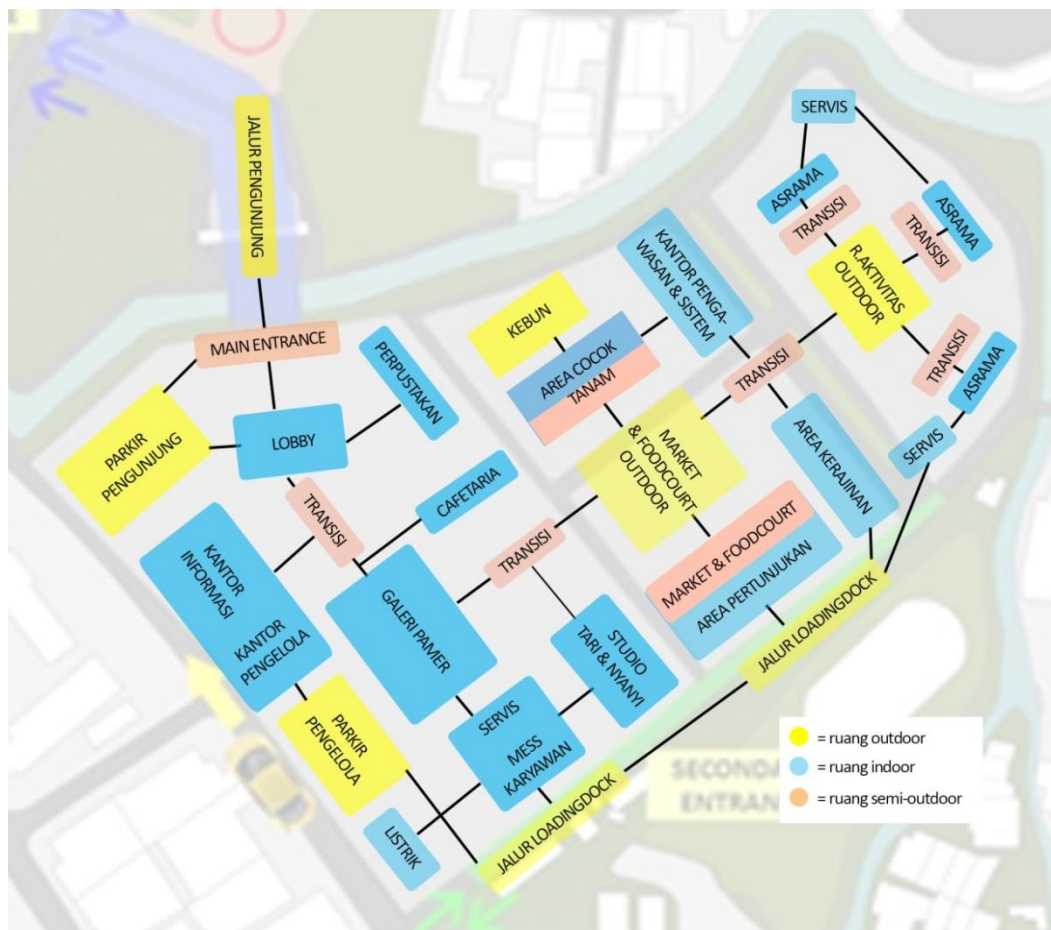 SERVIS
JALUR PENGUNJUNG
ASRAMA
TRANSISI
ASRAMA
TRANSISI
KANTOR PENGA-
WASAN & SISTEM
R.AKTIVITAS
OUTDOOR
KEBUN
MAIN ENTRANCE
PERPUSTAKAN
AREA COCOK
TANAM
TRANSISI
TRANSISI
ASRAMA
PARKIR
PENGUNJUNG
LOBBY
MARKET
& FOODCOURT
OUTDOOR
AREA KERAJINAN
SERVIS
TRANSISI
CAFETARIA
KANTOR
INFORMASI
KANTOR
PENGELOLA
TRANSISI
MARKET & FOODCOURT
AREA PERTUNJUKAN
GALERI PAMER
STUDIO
TARI & NYANYI
JALUR LOADINGDOCK
PARKIR
PENGELOLA
SERVIS
MESS
KARYAWAN
LISTRIK
JALUR LOADINGDOCK
= ruang outdoor
= ruang indoor
= ruang semi-outdoor